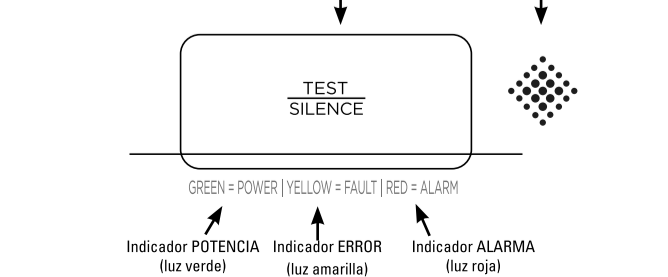 TEST
SILENCE
GREEN = POWER | YELLOW = FAULT | RED = ALARM
Indicador POTENCIA Indicador ERROR Indicador ALARMA
(luz verde) (luz amarilla) (luz roja)